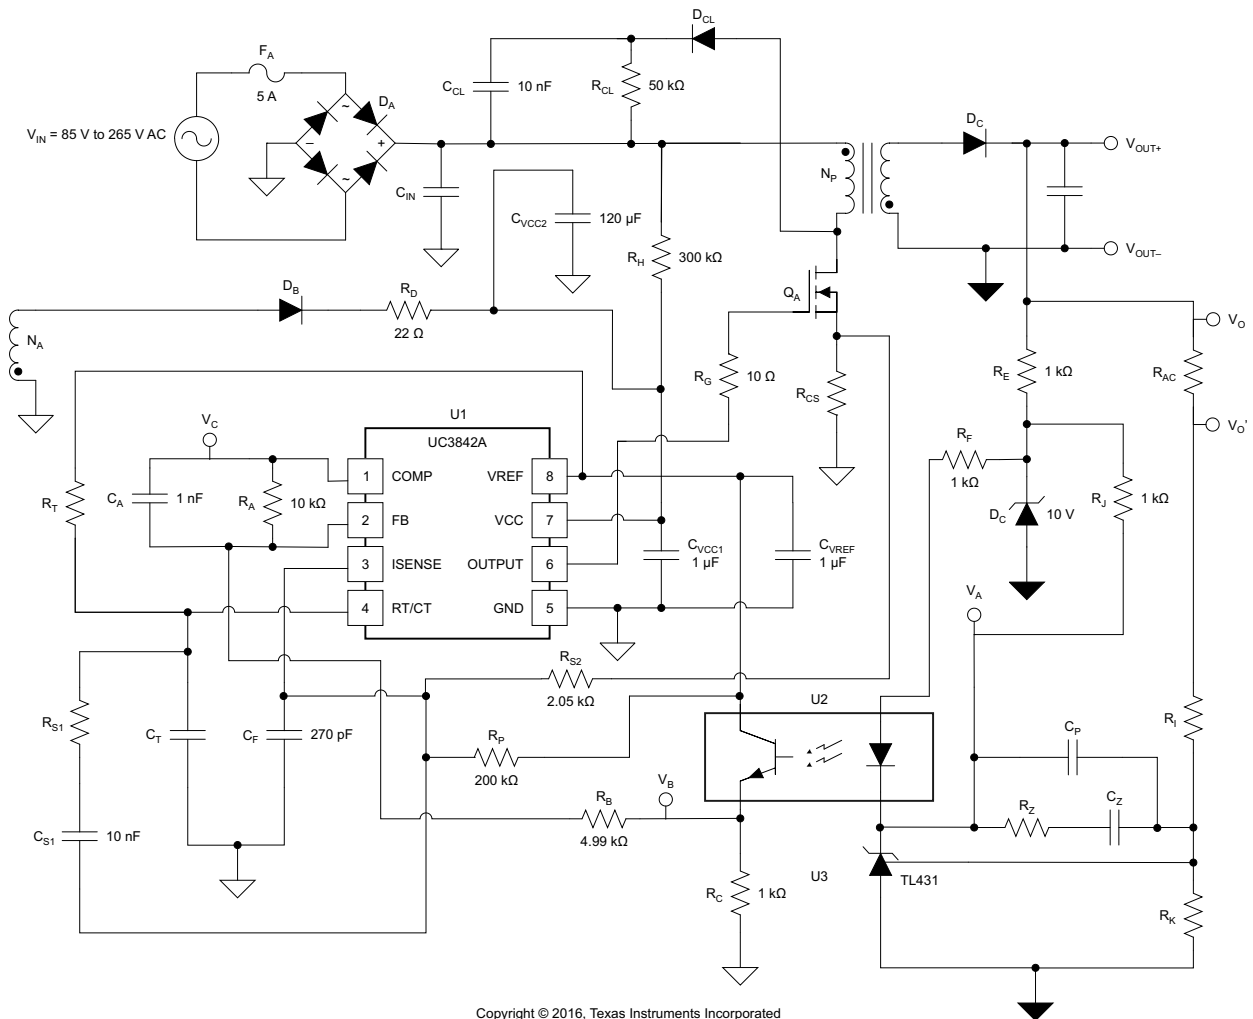 D_CL
F_A
5 A
C_CL
10 nF
R_CL
50 kΩ
D_A
~
V_IN = 85 V to 265 V AC
−
+
~
D_C
V_OUT+
C_IN
N_P
C_VCC2
120 µF
V_OUT–
R_H
300 kΩ
Q_A
D_B
R_D
22 Ω
V_O
N_A
R_G
10 Ω
R_CS
R_E
1 kΩ
R_AC
V_O'
V_C
U1
UC3842A
R_F
1 kΩ
C_A
1 nF
R_A
10 kΩ
R_T
1
COMP
VREF
8
R_J
1 kΩ
2
FB
VCC
7
D_C
10 V
3
ISENSE
OUTPUT
6
C_VCC1
1 µF
C_VREF
1 µF
4
RT/CT
GND
5
V_A
R_S2
2.05 kΩ
U2
R_S1
C_T
C_F
270 pF
R_P
200 kΩ
C_P
R_I
V_B
R_B
4.99 kΩ
R_Z
C_Z
C_S1
10 nF
U3
TL431
R_C
1 kΩ
R_K
Copyright © 2016, Texas Instruments Incorporated